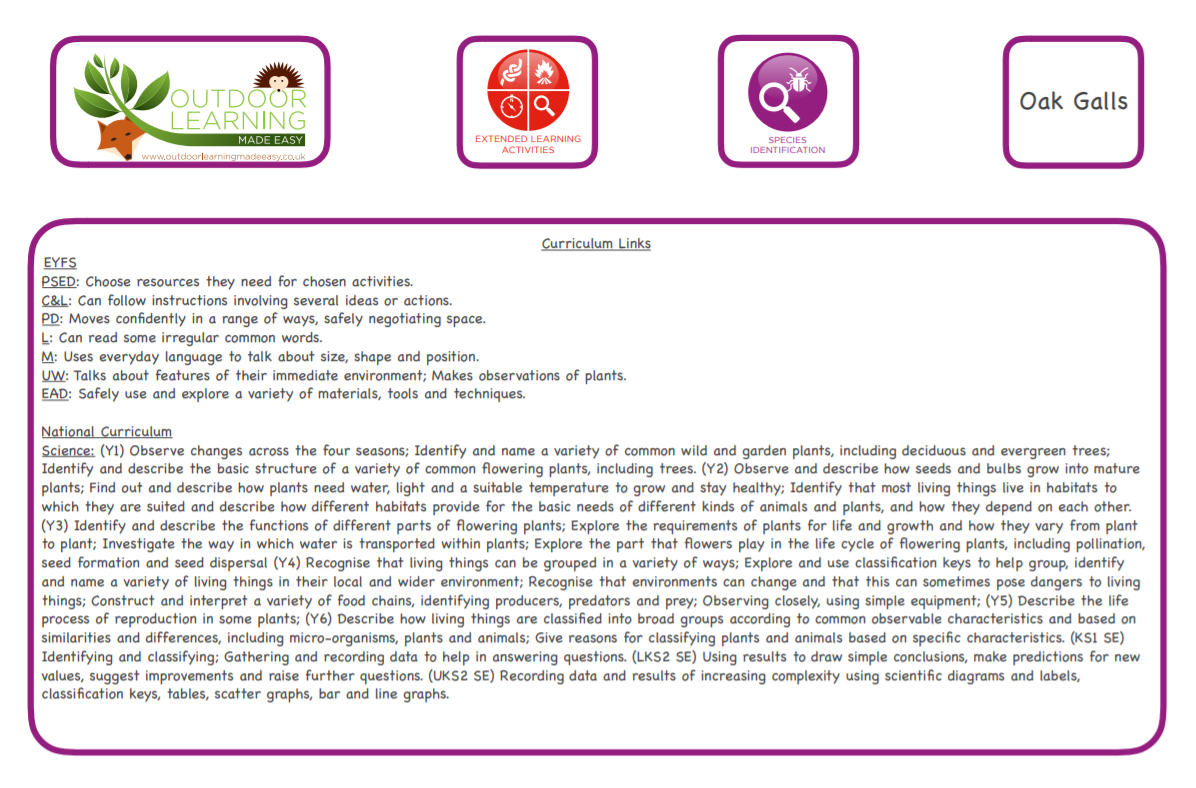 OUTDOOR
LEARNING
MADE EASY
www.outdoorlearningmadeeasy.co.uk
EXTENDED LEARNING
ACTIVITIES
SPECIES
IDENTIFICATION
Oak Galls
Curriculum Links
EYFS
PSED: Choose resources they need for chosen activities.
C&L: Can follow instructions involving several ideas or actions.
PD: Moves confidently in a range of ways, safely negotiating space.
L: Can read some irregular common words.
M: Uses everyday language to talk about size, shape and position.
UW: Talks about features of their immediate environment; Makes observations of plants.
EAD: Safely use and explore a variety of materials, tools and techniques.
National Curriculum
Science: (Y1) Observe changes across the four seasons; Identify and name a variety of common wild and garden plants, including deciduous and evergreen trees;
Identify and describe the basic structure of a variety of common flowering plants, including trees. (Y2) Observe and describe how seeds and bulbs grow into mature
plants; Find out and describe how plants need water, light and a suitable temperature to grow and stay healthy; Identify that most living things live in habitats to
which they are suited and describe how different habitats provide for the basic needs of different kinds of animals and plants, and how they depend on each other.
(Y3) Identify and describe the functions of different parts of flowering plants; Explore the requirements of plants for life and growth and how they vary from plant
to plant; Investigate the way in which water is transported within plants; Explore the part that flowers play in the life cycle of flowering plants, including pollination,
seed formation and seed dispersal (Y4) Recognise that living things can be grouped in a variety of ways; Explore and use classification keys to help group, identify
and name a variety of living things in their local and wider environment; Recognise that environments can change and that this can sometimes pose dangers to living
things; Construct and interpret a variety of food chains, identifying producers, predators and prey; Observing closely, using simple equipment; (Y5) Describe the life
process of reproduction in some plants; (Y6) Describe how living things are classified into broad groups according to common observable characteristics and based on
similarities and differences, including micro-organisms, plants and animals; Give reasons for classifying plants and animals based on specific characteristics. (KS1 SE)
Identifying and classifying; Gathering and recording data to help in answering questions. (LKS2 SE) Using results to draw simple conclusions, make predictions for new
values, suggest improvements and raise further questions. (UKS2 SE) Recording data and results of increasing complexity using scientific diagrams and labels,
classification keys, tables, scatter graphs, bar and line graphs.